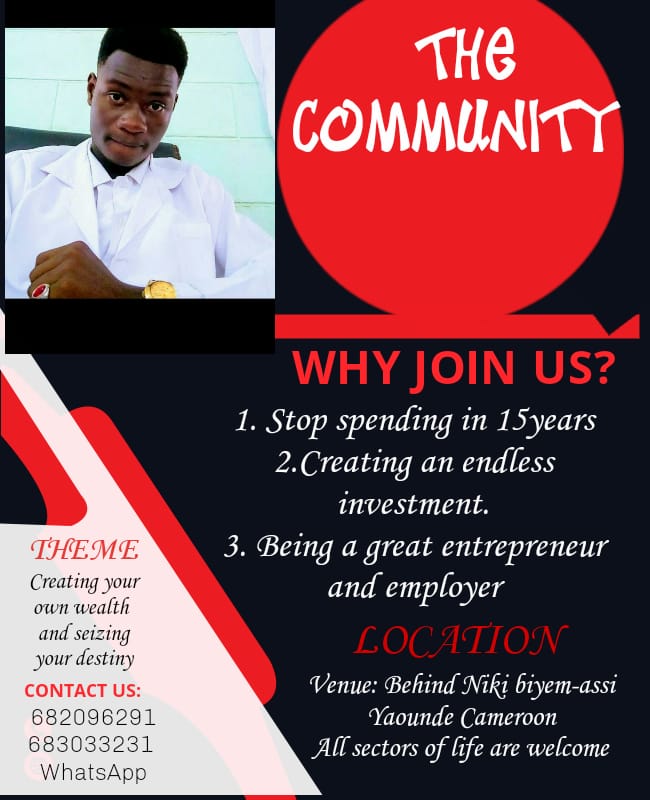 THE
COMMUNITY
WHY JOIN US?
1. Stop spending in 15years
2.Creating an endless
investment.
3. Being a great entrepreneur
and employer
THEME
Creating your
own wealth
and seizing
your destiny
CONTACT US:
682096291
683033231
WhatsApp
LOCATION
Venue: Behind Niki biyem-assi
Yaounde Cameroon
All sectors of life are welcome